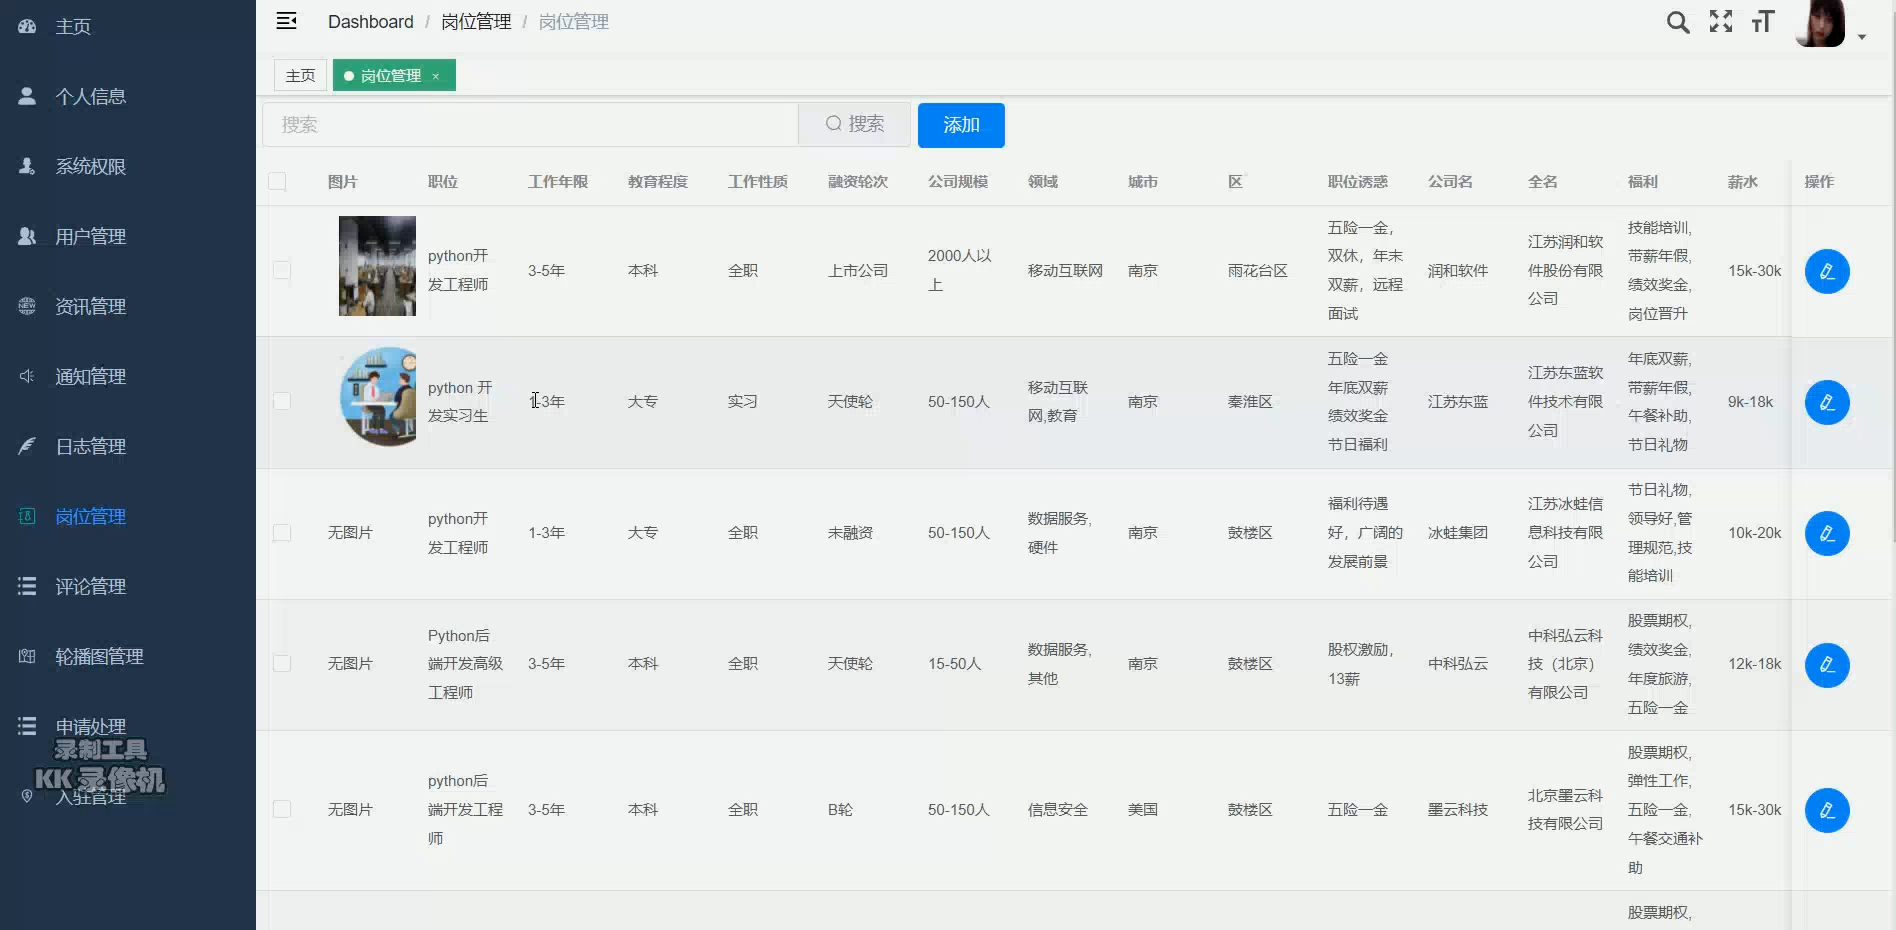 主页
个人信息
系统权限
用户管理
资讯管理
通知管理
日志管理
岗位管理
评论管理
轮播图管理
申请处理
录制工具
KK 录像机
入驻管理
Dashboard / 岗位管理 / 岗位管理
主页
岗位管理 ×
搜索
搜索
添加
图片 职位 工作年限 教育程度 工作性质 融资轮次 公司规模 领域 城市 区 职位诱惑 公司名 全名 福利 薪水 操作
python开
发工程师
3-5年
本科
全职
上市公司
2000人以
上
移动互联网
南京
雨花台区
五险一金，
双休，年末
双薪，远程
面试
润和软件
江苏润和软
件股份有限
公司
技能培训,
带薪年假,
绩效奖金,
岗位晋升
15k-30k
python 开
发实习生
1-3年
大专
实习
天使轮
50-150人
移动互联
网,教育
南京
秦淮区
五险一金
年底双薪
绩效奖金
节日福利
江苏东蓝
江苏东蓝软
件技术有限
公司
年底双薪,
带薪年假,
午餐补助,
节日礼物
9k-18k
无图片
python开
发工程师
1-3年
大专
全职
未融资
50-150人
数据服务,
硬件
南京
鼓楼区
福利待遇
好，广阔的
发展前景
冰蛙集团
江苏冰蛙信
息科技有限
公司
节日礼物,
领导好,管
理规范,技
能培训
10k-20k
无图片
Python后
端开发高级
工程师
3-5年
本科
全职
天使轮
15-50人
数据服务,
其他
南京
鼓楼区
股权激励，
13薪
中科弘云
中科弘云科
技（北京）
有限公司
股票期权,
绩效奖金,
年度旅游,
五险一金
12k-18k
无图片
python后
端开发工程
师
3-5年
本科
全职
B轮
50-150人
信息安全
美国
鼓楼区
五险一金
墨云科技
北京墨云科
技有限公司
股票期权,
弹性工作,
五险一金,
午餐交通补
助
15k-30k
股票期权,